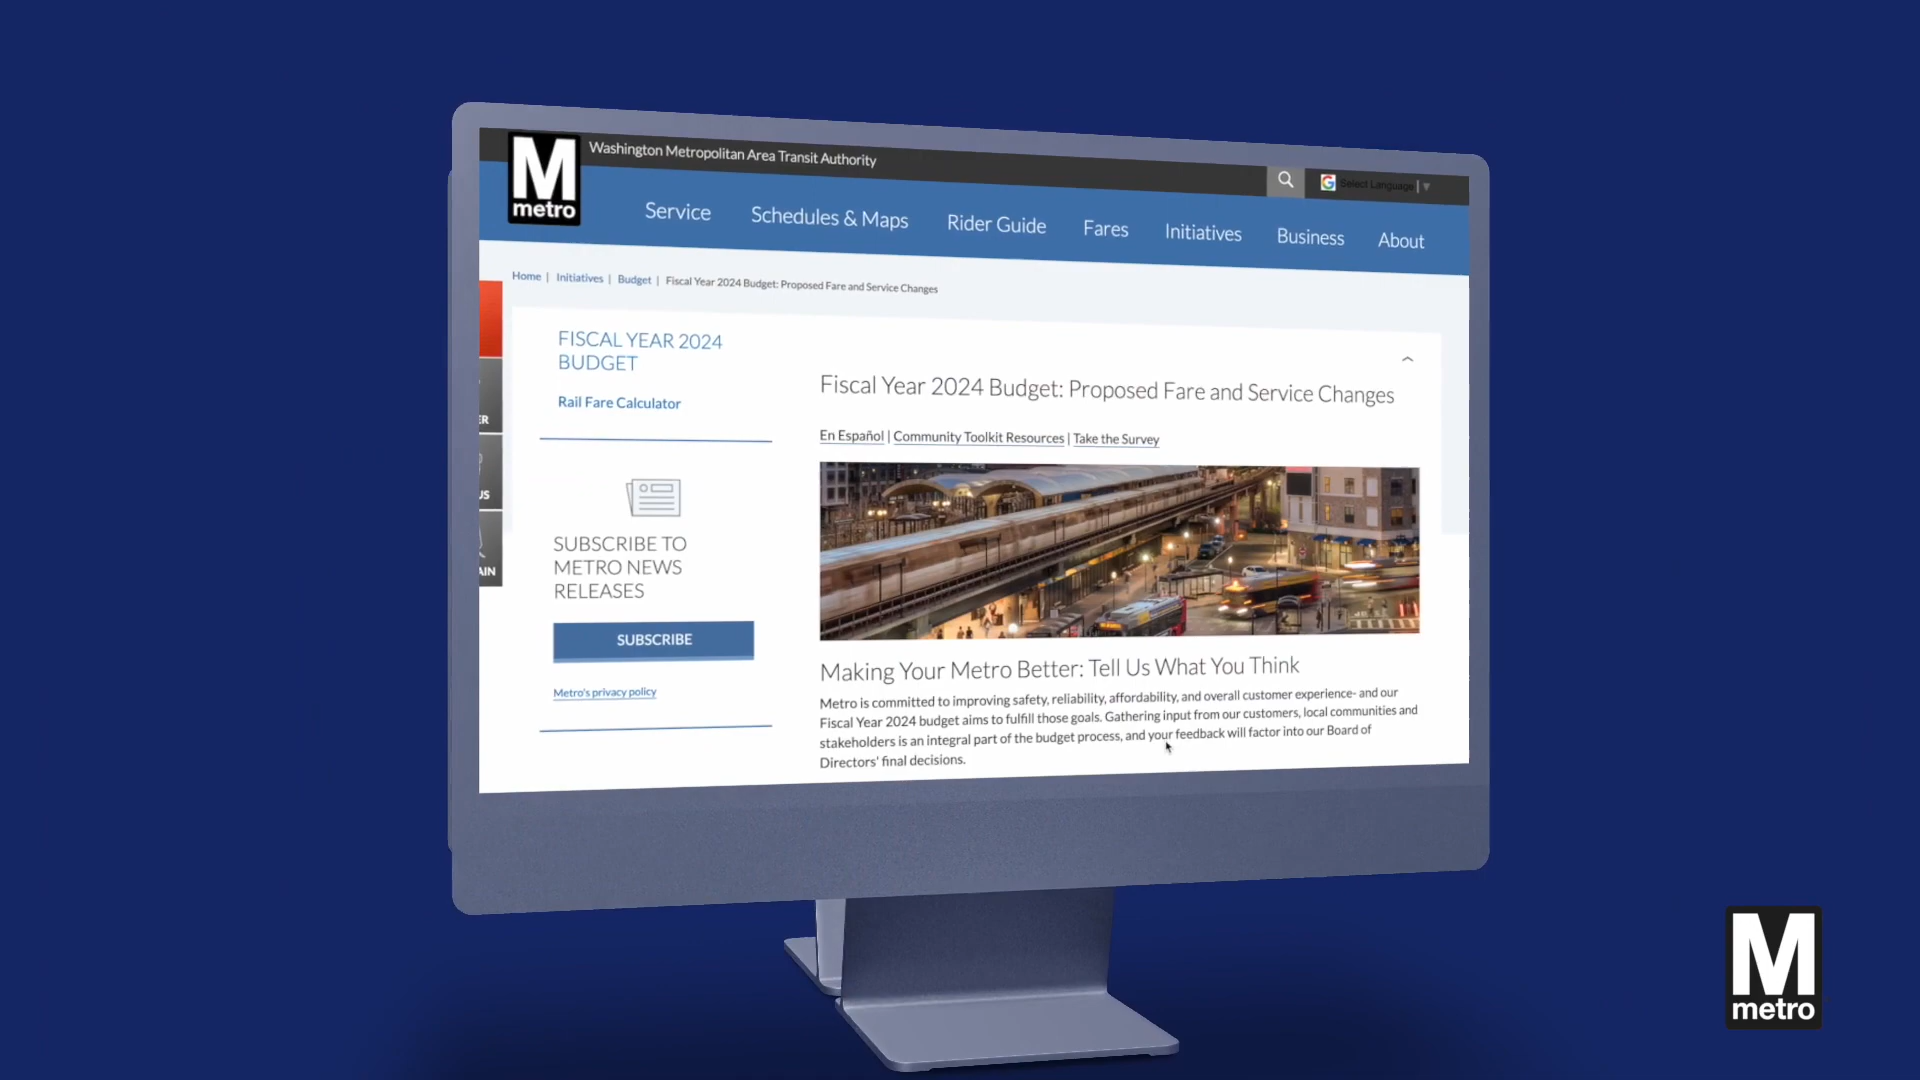 Washington Metropolitan Area Transit Authority
M
metro
Select Language
Service
Schedules & Maps
Rider Guide
Fares
Initiatives
Business
About
Home | Initiatives | Budget | Fiscal Year 2024 Budget: Proposed Fare and Service Changes
FISCAL YEAR 2024
BUDGET
Rail Fare Calculator
ER
US
AIN
SUBSCRIBE TO
METRO NEWS
RELEASES
SUBSCRIBE
Metro's privacy policy
Fiscal Year 2024 Budget: Proposed Fare and Service Changes
En Español | Community Toolkit Resources | Take the Survey
Making Your Metro Better: Tell Us What You Think
Metro is committed to improving safety, reliability, affordability, and overall customer experience- and our
Fiscal Year 2024 budget aims to fulfill those goals. Gathering input from our customers, local communities and
stakeholders is an integral part of the budget process, and your feedback will factor into our Board of
Directors' final decisions.
M
metro